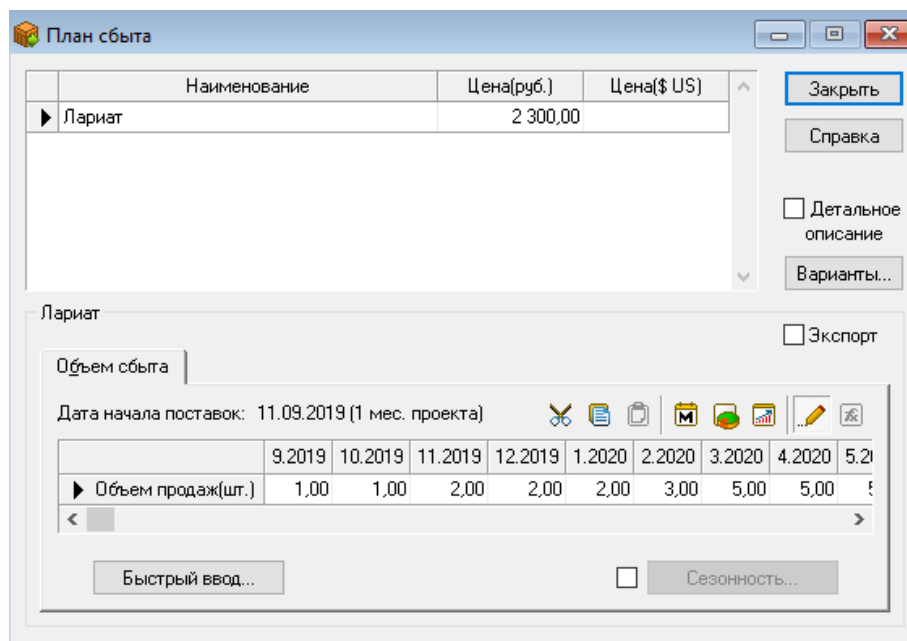 План сбыта
Наименование Цена(руб.) Цена($ US)
Лариат 2 300,00
Закрыть
Справка
Детальное
описание
Варианты...
Лариат
Экспорт
Объем сбыта
Дата начала поставок: 11.09.2019 (1 мес. проекта)
9.2019 10.2019 11.2019 12.2019 1.2020 2.2020 3.2020 4.2020
Объем продаж(шт.) 1,00 1,00 2,00 2,00 2,00 3,00 5,00 5,00
Быстрый ввод...
Сезонность...